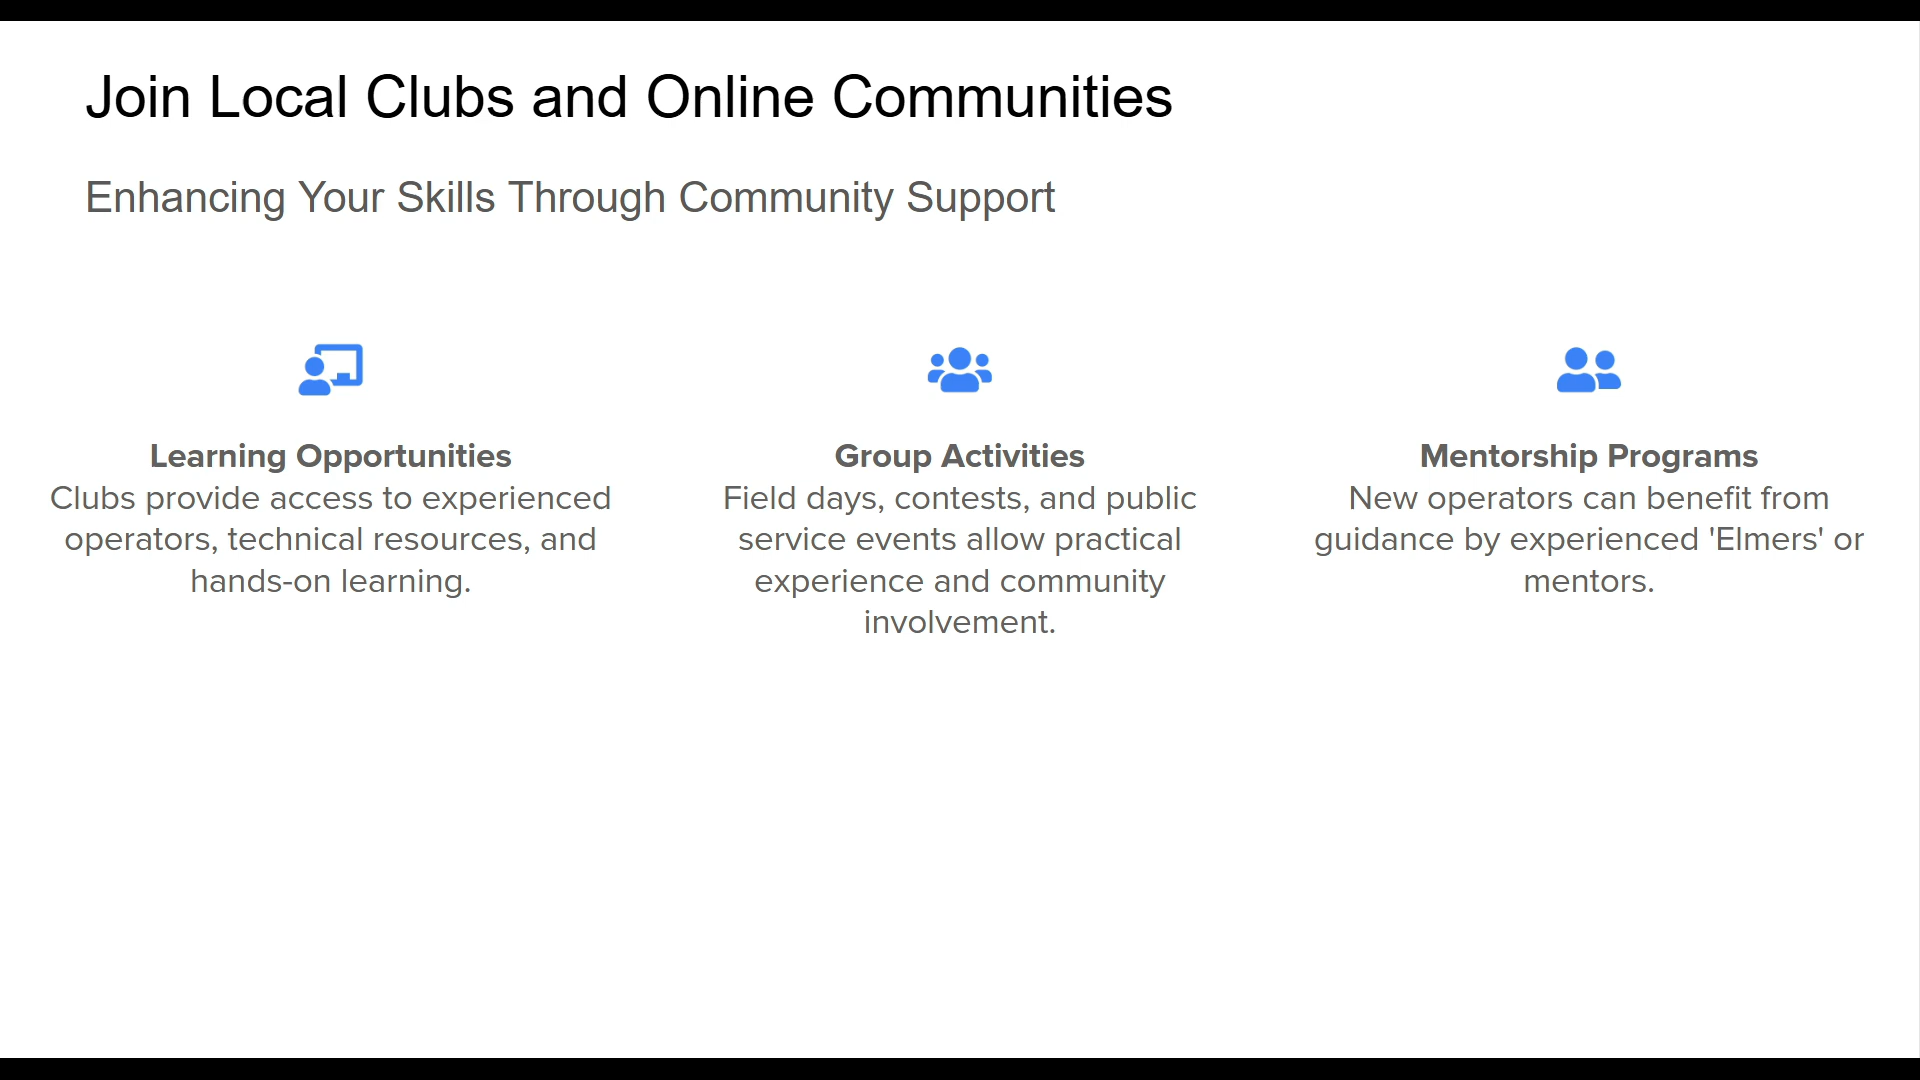 Join Local Clubs and Online Communities
Enhancing Your Skills Through Community Support
Learning Opportunities
Clubs provide access to experienced
operators, technical resources, and
hands-on learning.
Group Activities
Field days, contests, and public
service events allow practical
experience and community
involvement.
Mentorship Programs
New operators can benefit from
guidance by experienced 'Elmers' or
mentors.